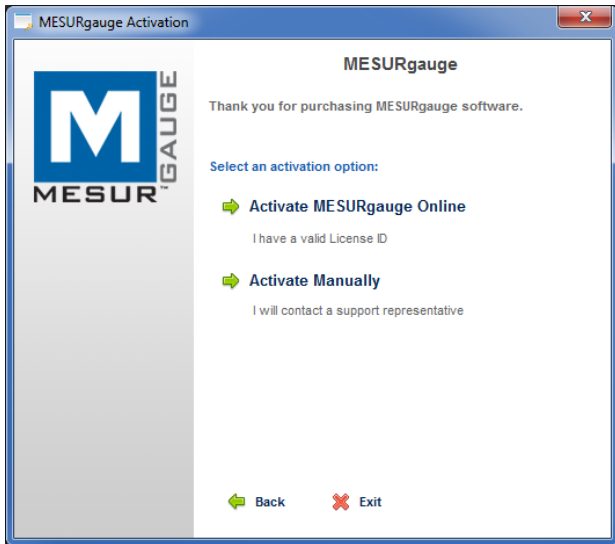 MESURgauge Activation
M
GAUGE
MESUR™
MESURgauge
Thank you for purchasing MESURgauge software.
Select an activation option:
Activate MESURgauge Online
I have a valid License ID
Activate Manually
I will contact a support representative
Back
Exit